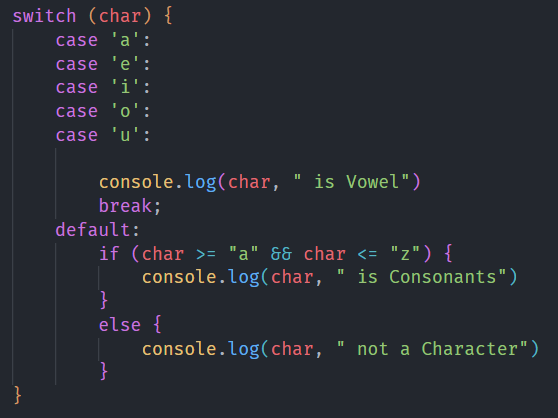 switch (char) {
    case 'a':
    case 'e':
    case 'i':
    case 'o':
    case 'u':
        console.log(char, " is Vowel")
        break;
    default:
        if (char >= "a" && char <= "z") {
            console.log(char, " is Consonants")
        }
        else {
            console.log(char, " not a Character")
        }
}